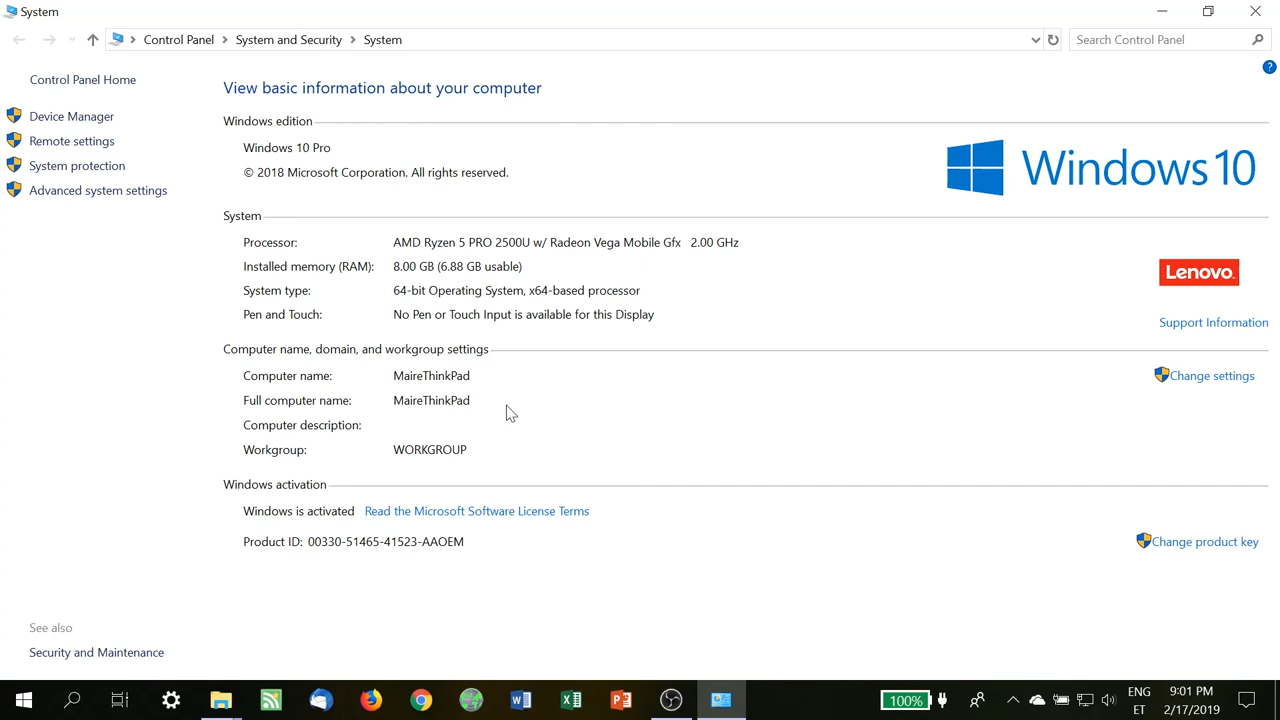 System
Control Panel > System and Security > System
Search Control Panel
Control Panel Home
Device Manager
Remote settings
System protection
Advanced system settings
View basic information about your computer
Windows edition
Windows 10 Pro
© 2018 Microsoft Corporation. All rights reserved.
Windows 10
System
Processor: AMD Ryzen 5 PRO 2500U w/ Radeon Vega Mobile Gfx 2.00 GHz
Installed memory (RAM): 8.00 GB (6.88 GB usable)
System type: 64-bit Operating System, x64-based processor
Pen and Touch: No Pen or Touch Input is available for this Display
Lenovo
Support Information
Computer name, domain, and workgroup settings
Computer name: MaireThinkPad
Change settings
Full computer name: MaireThinkPad
Computer description:
Workgroup: WORKGROUP
Windows activation
Windows is activated Read the Microsoft Software License Terms
Product ID: 00330-51465-41523-AAOEM
Change product key
See also
Security and Maintenance
100%
ENG
ET
9:01 PM
2/17/2019